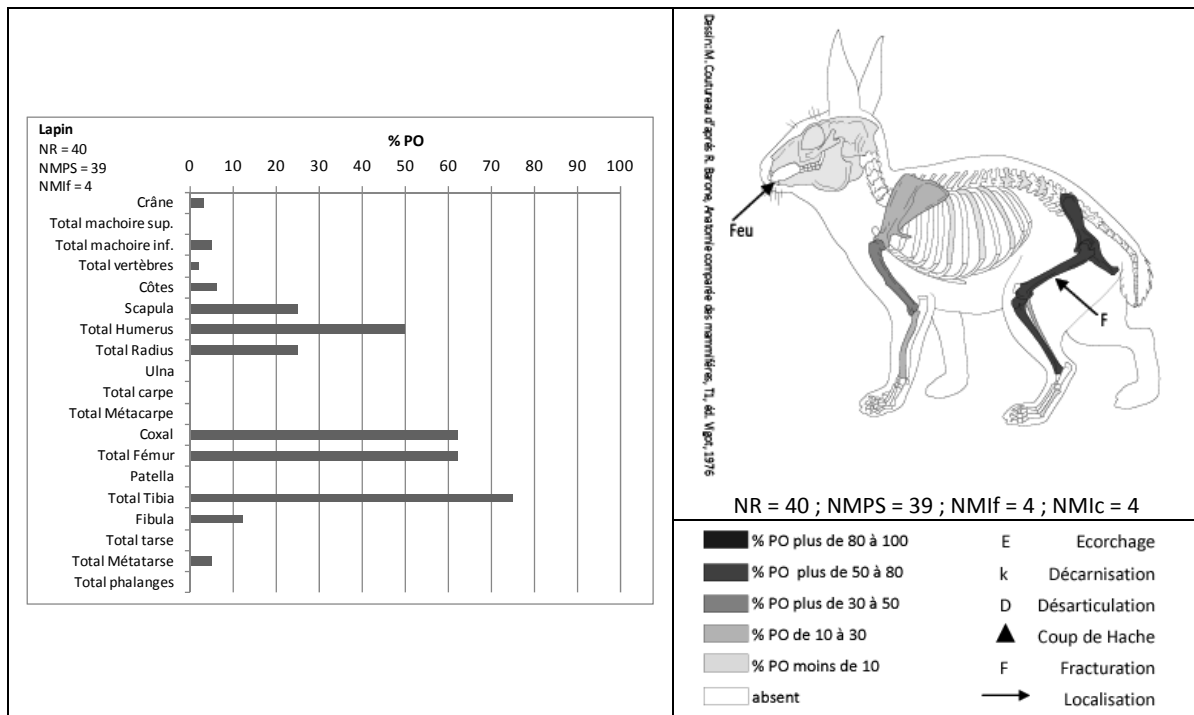 Lapin
NR = 40
NMPS = 39
NMIf = 4
% PO
0 10 20 30 40 50 60 70 80 90 100
Crâne
Total machoire sup.
Total machoire inf.
Total vertèbres
Côtes
Scapula
Total Humerus
Total Radius
Ulna
Total carpe
Total Métacarpe
Coxal
Total Fémur
Patella
Total Tibia
Fibula
Total tarse
Total Métatarse
Total phalanges
Dessin: M. Coutureau d'après R. Barone, Anatomie comparée des mammifères, T1, éd. Vigot, 1976
Feu
F
NR = 40 ; NMPS = 39 ; NMIf = 4 ; NMIc = 4
% PO plus de 80 à 100 E Ecorchage
% PO plus de 50 à 80 k Décarnisation
% PO plus de 30 à 50 D Désarticulation
% PO de 10 à 30 Coup de Hache
% PO moins de 10 F Fracturation
absent Localisation